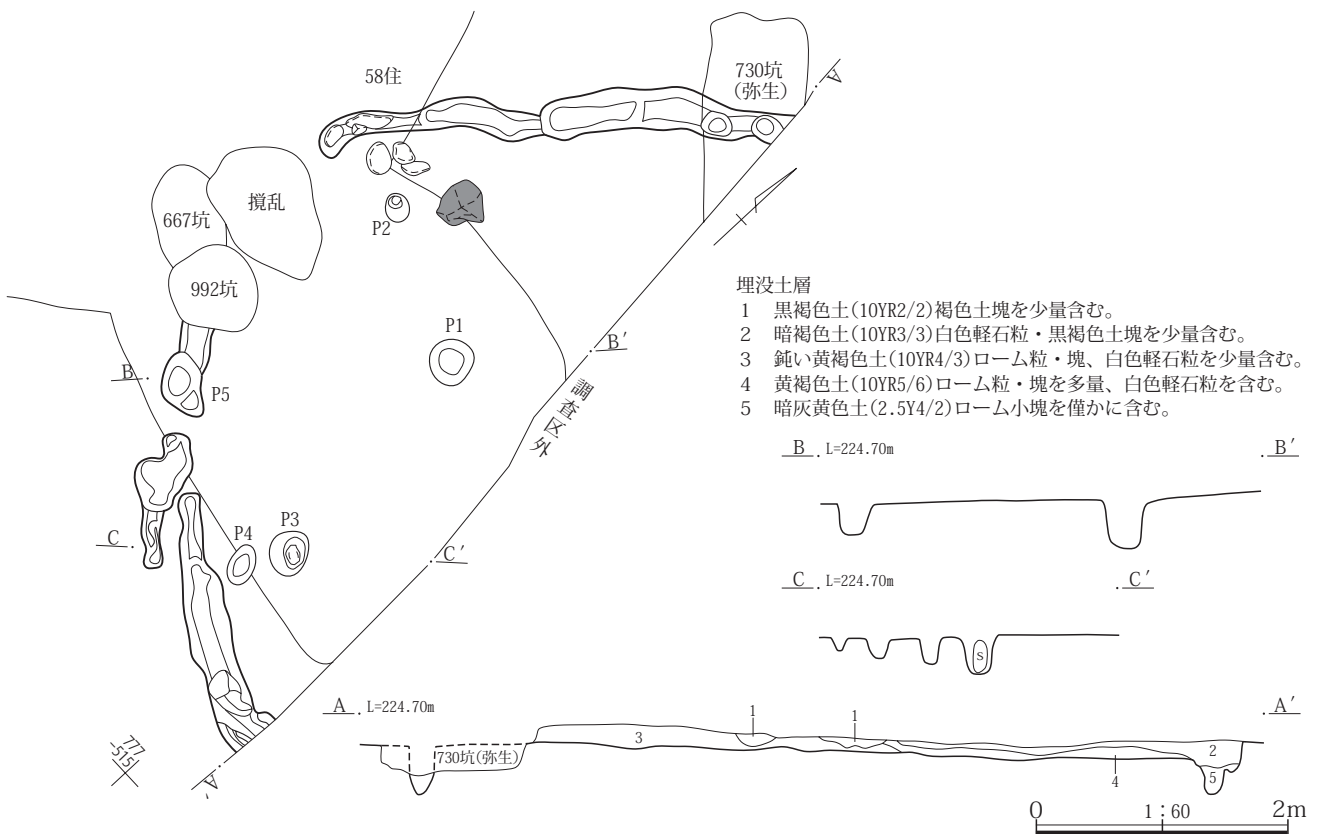 58住
730坑
(弥生)
A
667坑
攪乱
P2
992坑
P1
B
B′
P5
調査区外
C
P4
P3
C′
777
-515
A′
埋没土層
1 黒褐色土(10YR2/2)褐色土塊を少量含む。
2 暗褐色土(10YR3/3)白色軽石粒・黒褐色土塊を少量含む。
3 鈍い黄褐色土(10YR4/3)ローム粒・塊、白色軽石粒を少量含む。
4 黄褐色土(10YR5/6)ローム粒・塊を多量、白色軽石粒を含む。
5 暗灰黄色土(2.5Y4/2)ローム小塊を僅かに含む。
B . L=224.70m . B′
C . L=224.70m . C′
S
A . L=224.70m . A′
1
1
3
730坑(弥生)
2
5
4
0 1:60 2m